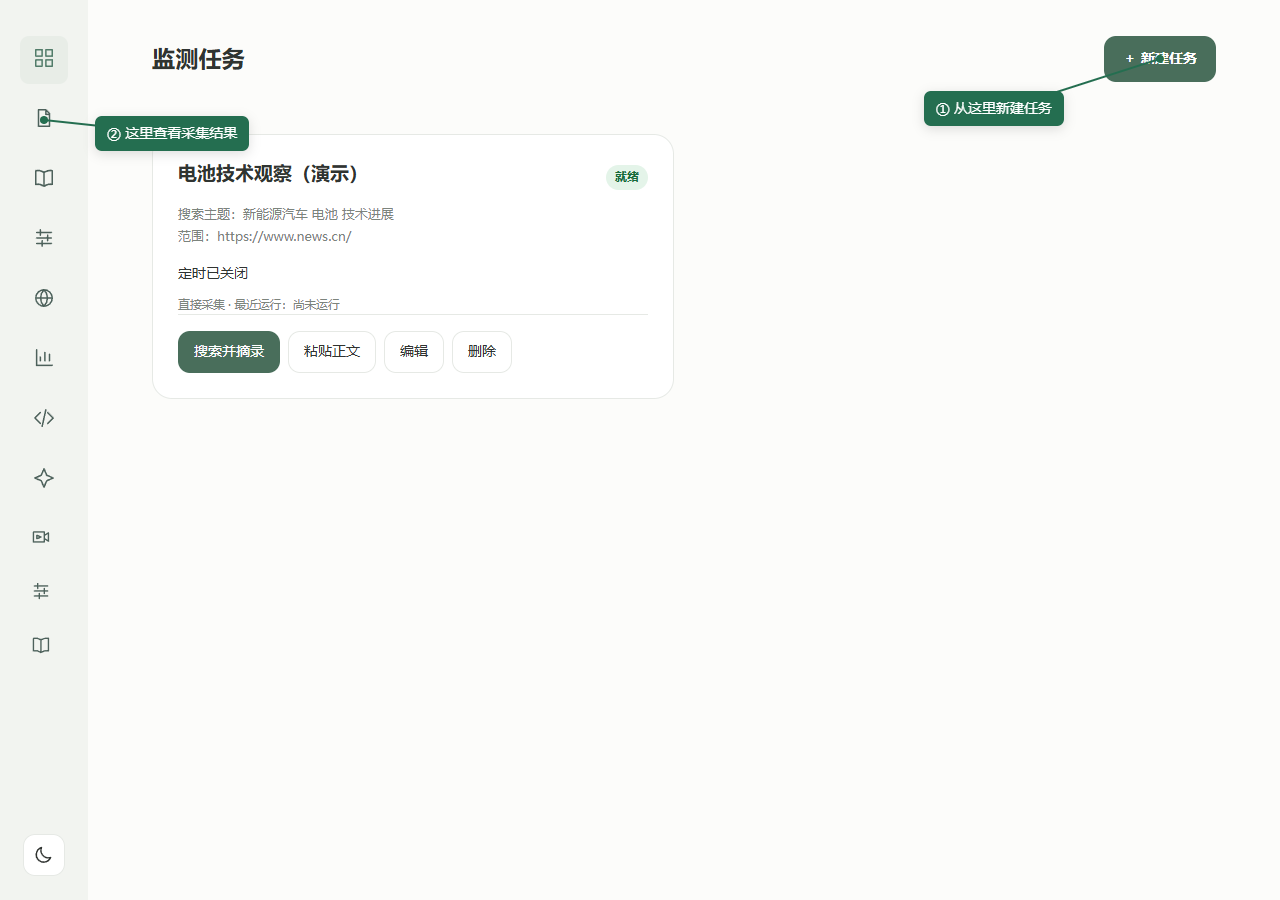 监测任务
+ 新建任务
① 从这里新建任务
② 这里查看采集结果
电池技术观察（演示）
就绪
搜索主题：新能源汽车 电池 技术进展
范围：https://www.news.cn/
定时已关闭
直接采集 · 最近运行：尚未运行
搜索并摘录
粘贴正文
编辑
删除